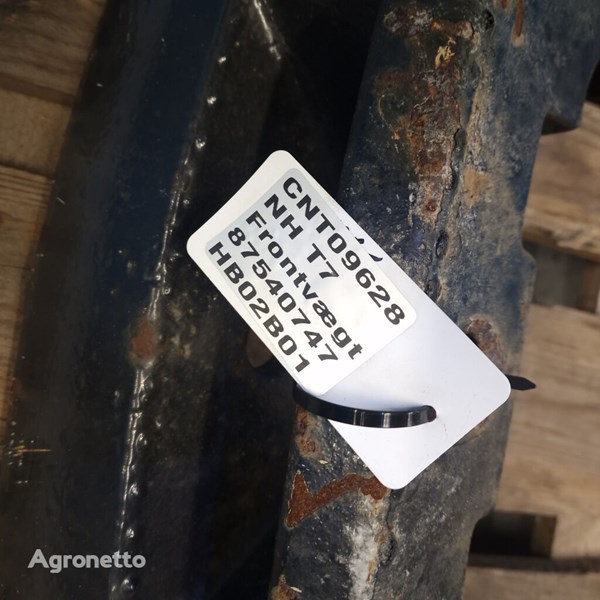 CNT09628
NH T7
Frontvægt
87540747
HB02B01
Agronetto